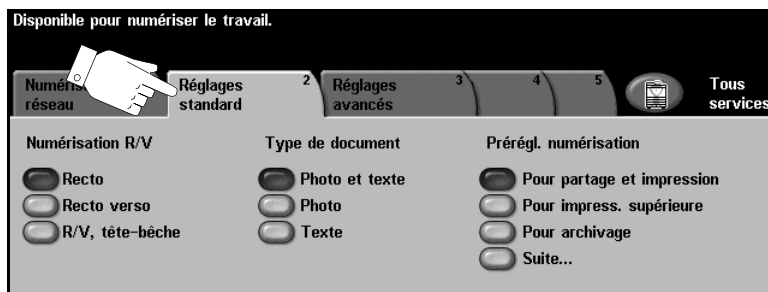 Disponible pour numériser le travail.
réseau
Réglages
standard
2
Réglages
avancés
3
4
5
Tous
services
Numérisation R/V
Recto
Recto verso
R/V, tête-bêche
Type de document
Photo et texte
Photo
Texte
Prérégl. numérisation
Pour partage et impression
Pour impress. supérieure
Pour archivage
Suite...